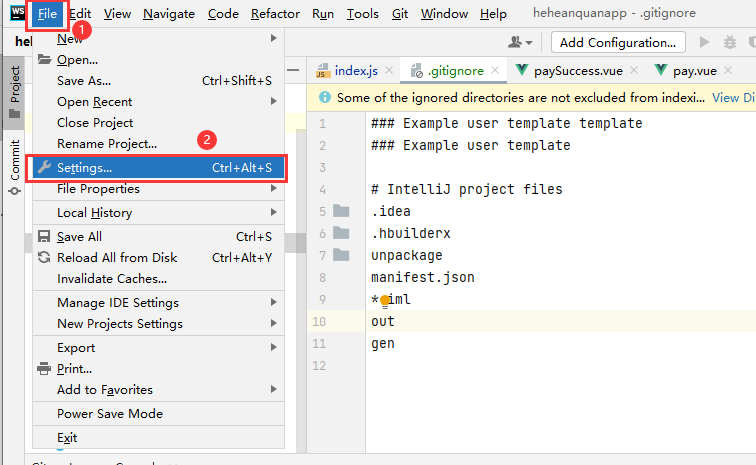 WS File Edit View Navigate Code Refactor Run Tools Git Window Help heheanquanapp - .gitignore
1
Add Configuration...
New
Open...
Save As... Ctrl+Shift+S
Open Recent
Close Project
Rename Project...
2
Settings... Ctrl+Alt+S
File Properties
Local History
Save All Ctrl+S
Reload All from Disk Ctrl+Alt+Y
Invalidate Caches...
Manage IDE Settings
New Projects Settings
Export
Print...
Add to Favorites
Power Save Mode
Exit
Project
Commit
index.js .gitignore paySuccess.vue pay.vue
Some of the ignored directories are not excluded from indexi... View Di
1 ### Example user template template
2 ### Example user template
3
4 # IntelliJ project files
5 .idea
6 .hbuilderx
7 unpackage
8 manifest.json
9 * iml
10 out
11 gen
12